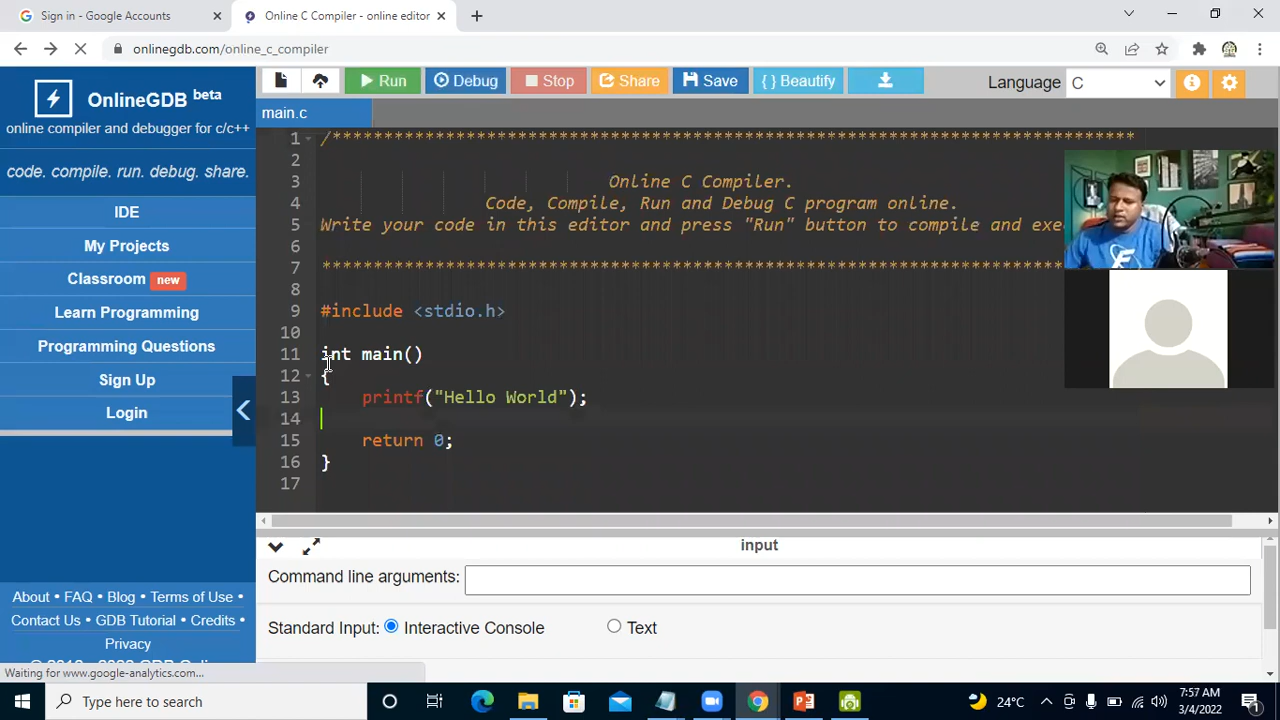 Sign in - Google Accounts
Online C Compiler - online editor
onlinegdb.com/online_c_compiler
OnlineGDB beta
online compiler and debugger for c/c++
code. compile. run. debug. share.
IDE
My Projects
Classroom new
Learn Programming
Programming Questions
Sign Up
Login
About • FAQ • Blog • Terms of Use •
Contact Us • GDB Tutorial • Credits •
Privacy
Run
Debug
Stop
Share
Save
{ } Beautify
Language C
main.c
1 /******************************************************************************
2
3 Online C Compiler.
4 Code, Compile, Run and Debug C program online.
5 Write your code in this editor and press "Run" button to compile and exe
6
7 *******************************************************************************
8
9 #include <stdio.h>
10
11 int main()
12 {
13 printf("Hello World");
14
15 return 0;
16 }
17
input
Command line arguments:
Standard Input: Interactive Console Text
Waiting for www.google-analytics.com...
Type here to search
24°C
7:57 AM
3/4/2022
1